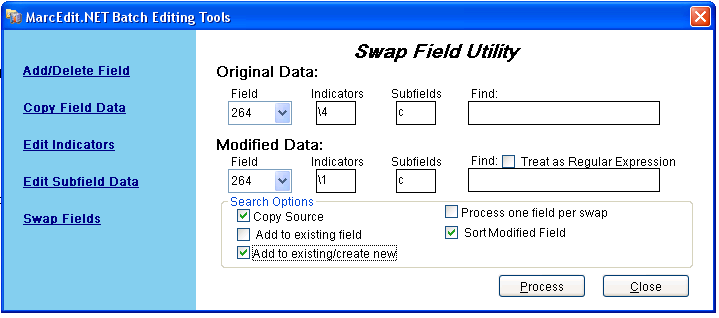 MarcEdit.NET Batch Editing Tools
Add/Delete Field
Copy Field Data
Edit Indicators
Edit Subfield Data
Swap Fields
Swap Field Utility
Original Data:
Field Indicators Subfields Find:
264 \4 c
Modified Data:
Field Indicators Subfields Find: Treat as Regular Expression
264 \1 c
Search Options
Copy Source Process one field per swap
Add to existing field Sort Modified Field
Add to existing/create new
Process Close